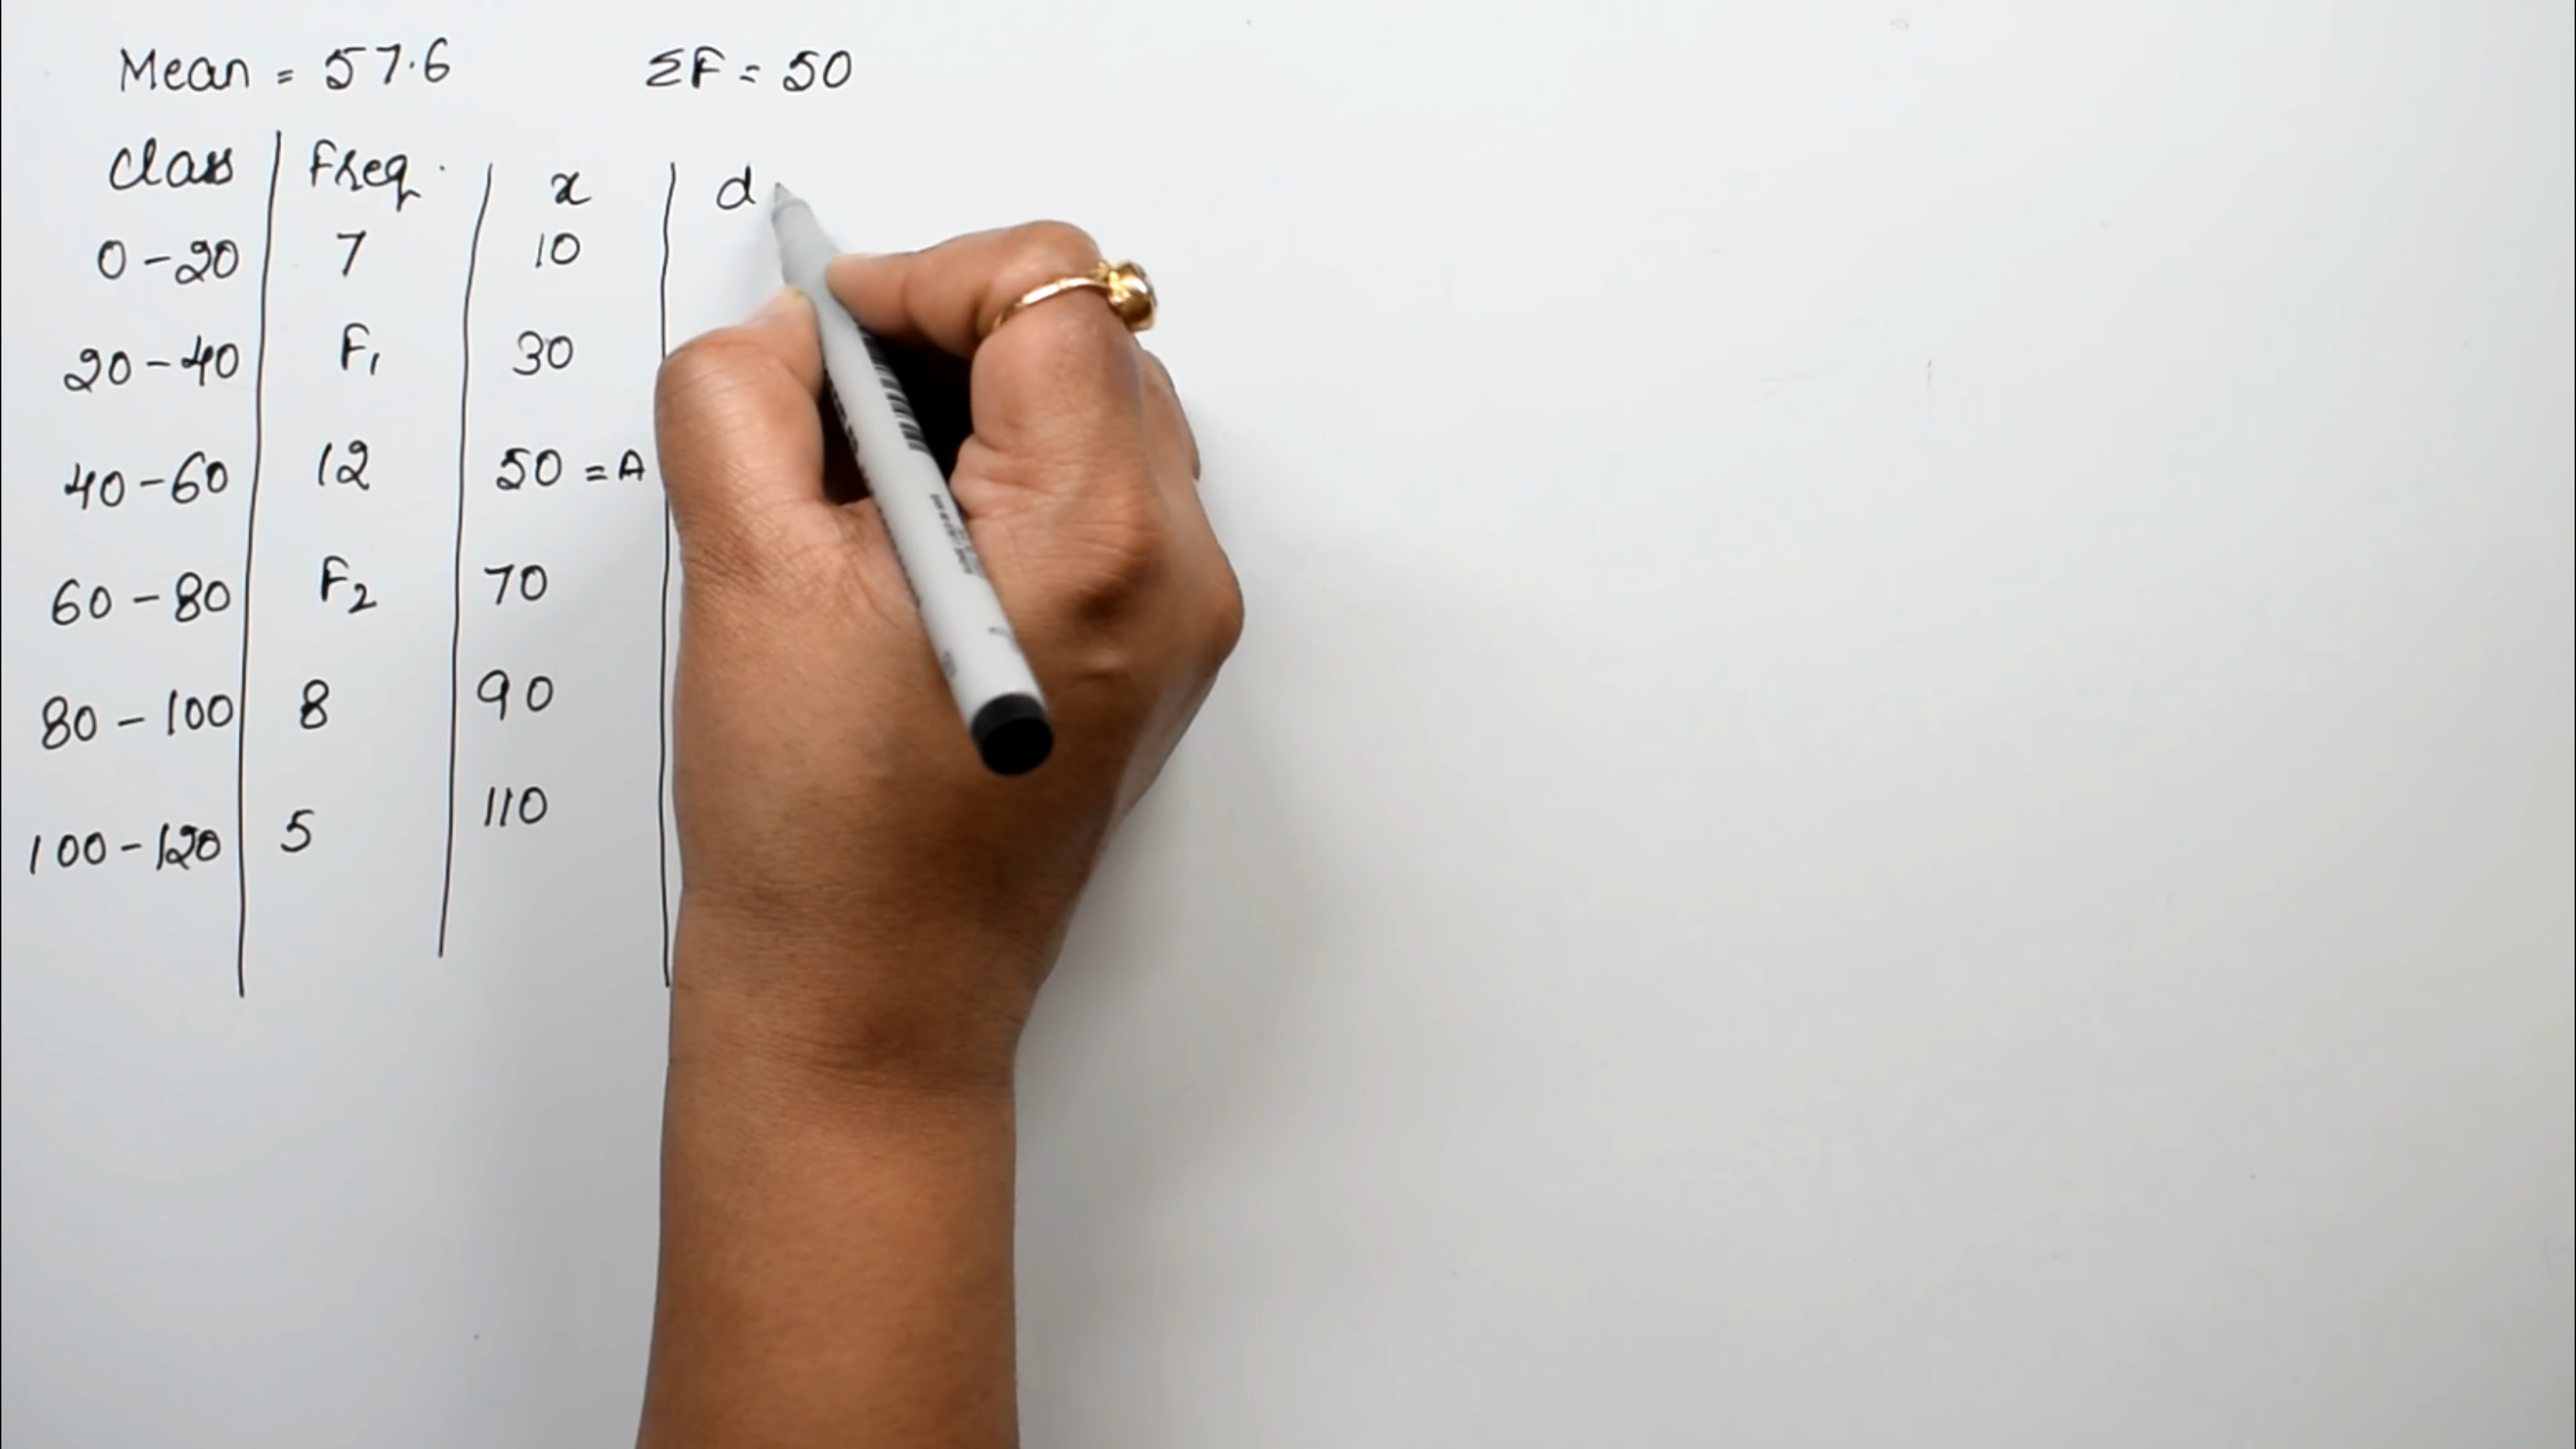 Mean = 57.6 ΣF = 50
Class Freq. x d
0-20 7 10
20-40 F1 30
40-60 12 50 = A
60-80 F2 70
80-100 8 90
100-120 5 110